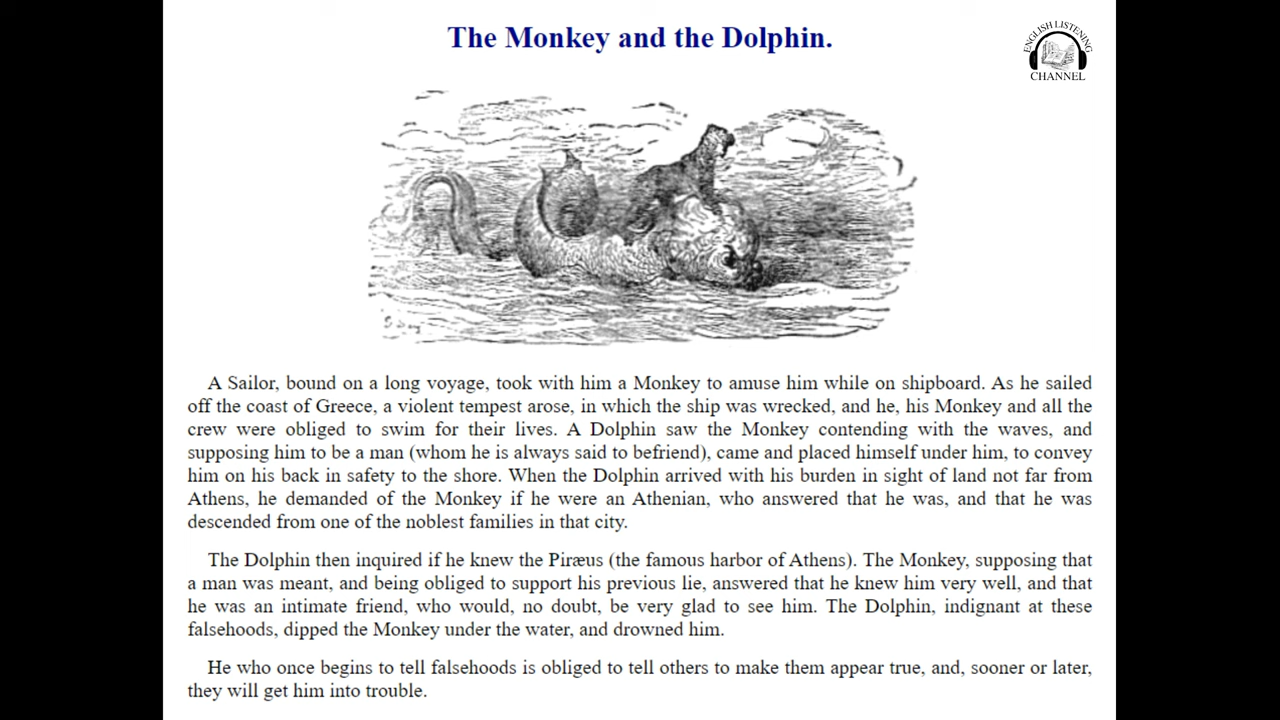 The Monkey and the Dolphin.
ENGLISH LISTENING
CHANNEL
A Sailor, bound on a long voyage, took with him a Monkey to amuse him while on shipboard. As he sailed
off the coast of Greece, a violent tempest arose, in which the ship was wrecked, and he, his Monkey and all the
crew were obliged to swim for their lives. A Dolphin saw the Monkey contending with the waves, and
supposing him to be a man (whom he is always said to befriend), came and placed himself under him, to convey
him on his back in safety to the shore. When the Dolphin arrived with his burden in sight of land not far from
Athens, he demanded of the Monkey if he were an Athenian, who answered that he was, and that he was
descended from one of the noblest families in that city.
The Dolphin then inquired if he knew the Piræus (the famous harbor of Athens). The Monkey, supposing that
a man was meant, and being obliged to support his previous lie, answered that he knew him very well, and that
he was an intimate friend, who would, no doubt, be very glad to see him. The Dolphin, indignant at these
falsehoods, dipped the Monkey under the water, and drowned him.
He who once begins to tell falsehoods is obliged to tell others to make them appear true, and, sooner or later,
they will get him into trouble.